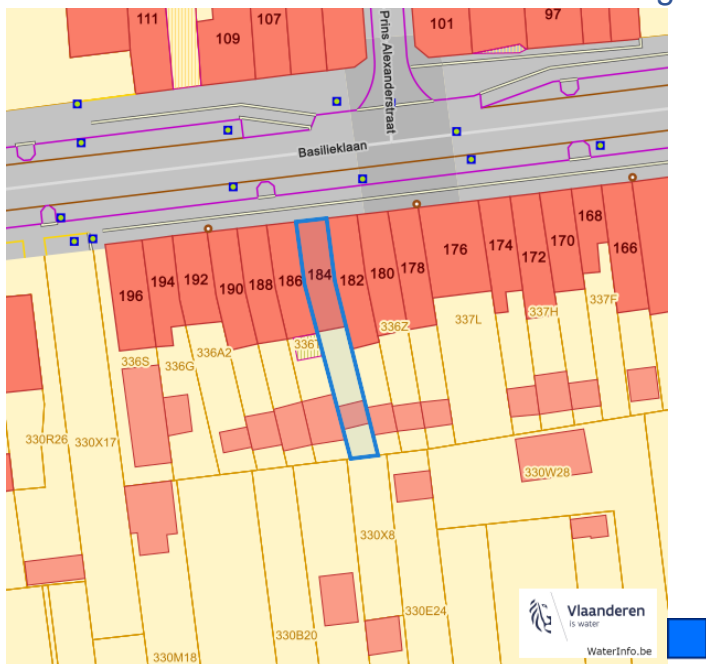 111
109
107
101
97
Prins Alexanderstraat
Basilieklaan
196
194
192
190
188
186
184
182
180
178
176
174
172
170
168
166
336S
336G
336A2
336Z
337L
337H
337F
330R26
330X17
330W28
330X8
330E24
330B20
330M18
Vlaanderen
is water
WaterInfo.be